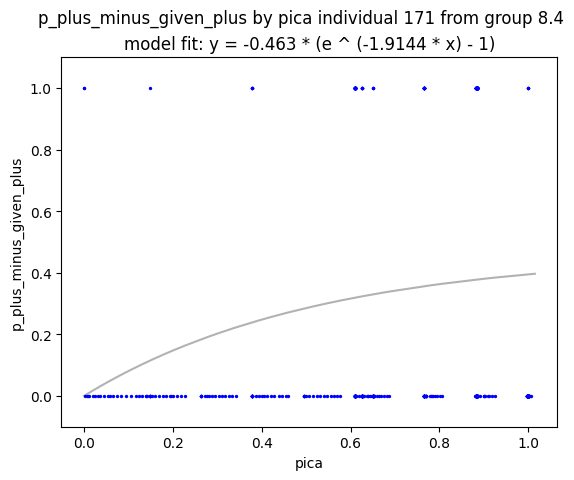 p_plus_minus_given_plus by pica individual 171 from group 8.4
model fit: y = -0.463 * (e ^ (-1.9144 * x) - 1)
1.0
0.8
0.6
0.4
0.2
0.0
p_plus_minus_given_plus
0.0 0.2 0.4 0.6 0.8 1.0
pica